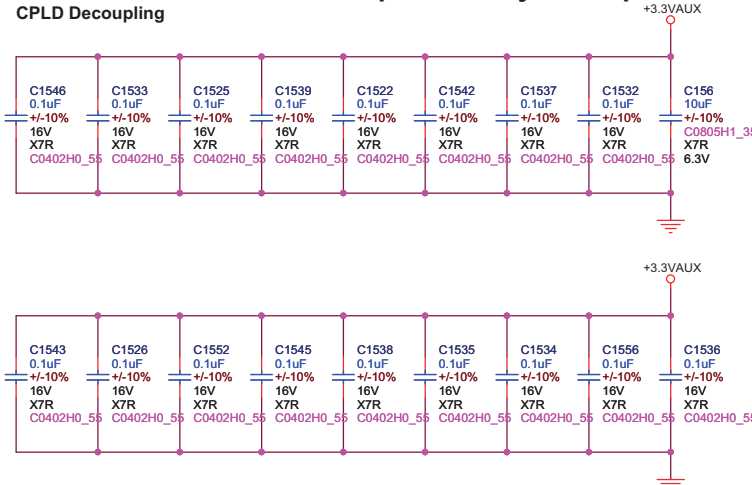 CPLD Decoupling
+3.3VAUX
C1546
0.1uF
+/-10%
16V
X7R
C0402H0_55
C1533
0.1uF
+/-10%
16V
X7R
C0402H0_55
C1525
0.1uF
+/-10%
16V
X7R
C0402H0_55
C1539
0.1uF
+/-10%
16V
X7R
C0402H0_55
C1522
0.1uF
+/-10%
16V
X7R
C0402H0_55
C1542
0.1uF
+/-10%
16V
X7R
C0402H0_55
C1537
0.1uF
+/-10%
16V
X7R
C0402H0_55
C1532
0.1uF
+/-10%
16V
X7R
C0402H0_55
C156
10uF
+/-10%
C0805H1_35
X7R
6.3V
+3.3VAUX
C1543
0.1uF
+/-10%
16V
X7R
C0402H0_55
C1526
0.1uF
+/-10%
16V
X7R
C0402H0_55
C1552
0.1uF
+/-10%
16V
X7R
C0402H0_55
C1545
0.1uF
+/-10%
16V
X7R
C0402H0_55
C1538
0.1uF
+/-10%
16V
X7R
C0402H0_55
C1535
0.1uF
+/-10%
16V
X7R
C0402H0_55
C1534
0.1uF
+/-10%
16V
X7R
C0402H0_55
C1556
0.1uF
+/-10%
16V
X7R
C0402H0_55
C1536
0.1uF
+/-10%
16V
X7R
C0402H0_55